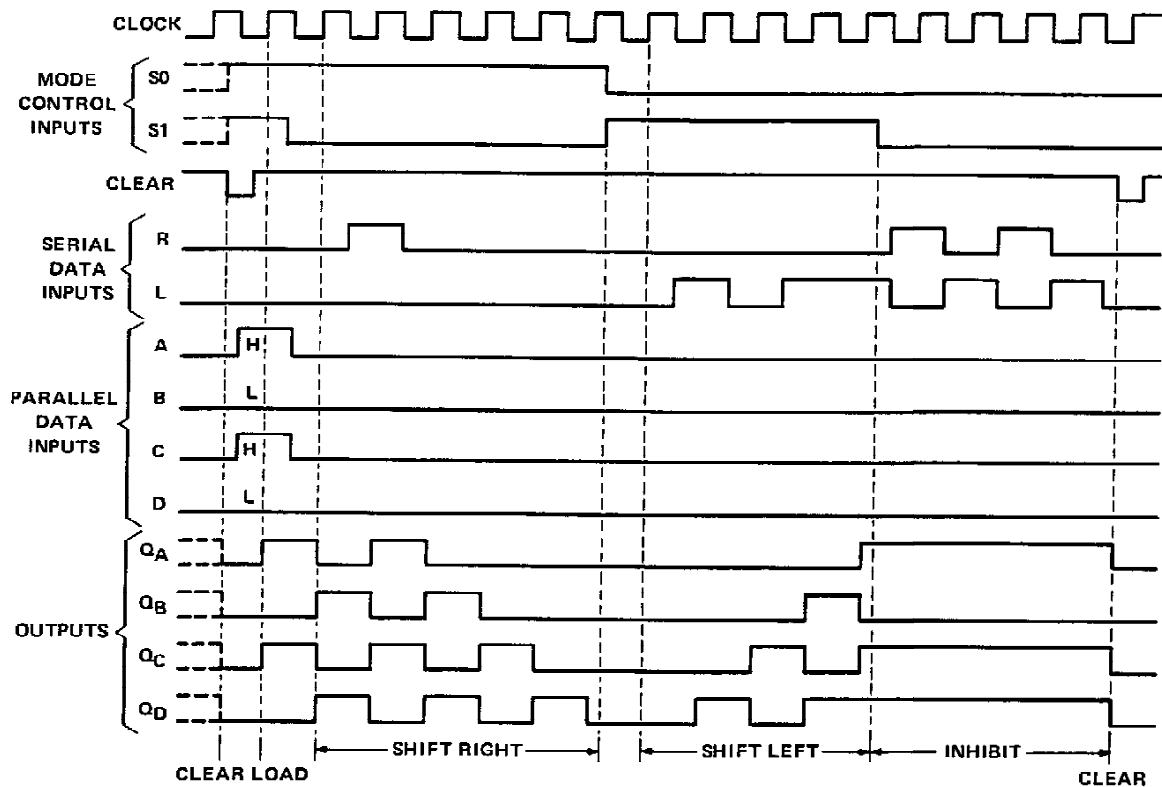 CLOCK
MODE
CONTROL
INPUTS
S0
S1
CLEAR
SERIAL
DATA
INPUTS
R
L
PARALLEL
DATA
INPUTS
A
H
B
L
C
H
D
L
OUTPUTS
QA
QB
QC
QD
SHIFT RIGHT
SHIFT LEFT
INHIBIT
CLEAR LOAD
CLEAR